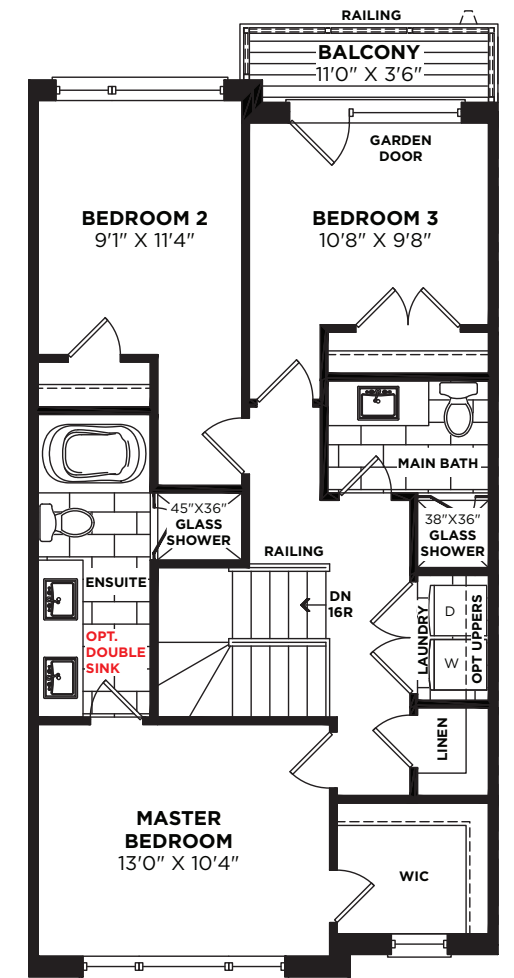 RAILING
BALCONY
11'0" X 3'6"
GARDEN
DOOR
BEDROOM 2
9'1" X 11'4"
BEDROOM 3
10'8" X 9'8"
MAIN BATH
45"X36"
GLASS
SHOWER
38"X36"
GLASS
SHOWER
RAILING
ENSUITE
DN
16R
OPT.
DOUBLE
SINK
LAUNDRY
D
W
OPT UPPERS
LINEN
MASTER
BEDROOM
13'0" X 10'4"
WIC